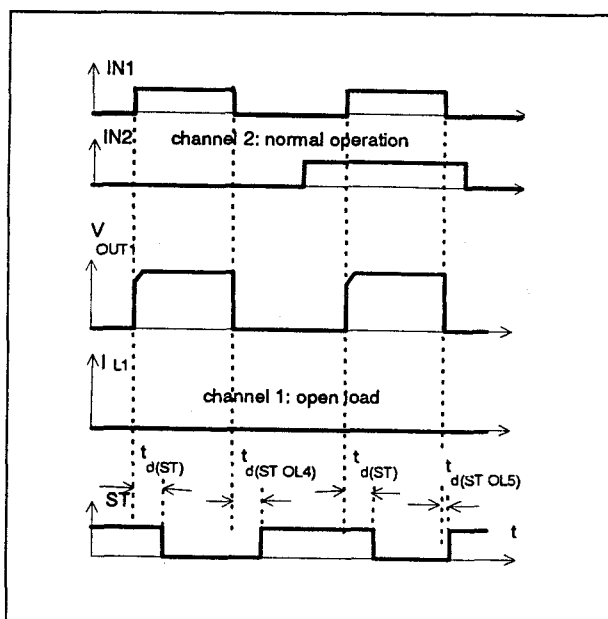 IN1
IN2
channel 2: normal operation
V
OUT1
I L1
channel 1: open load
t
d(ST)
t
d(ST OL4)
t
d(ST)
t
d(ST OL5)
ST
t